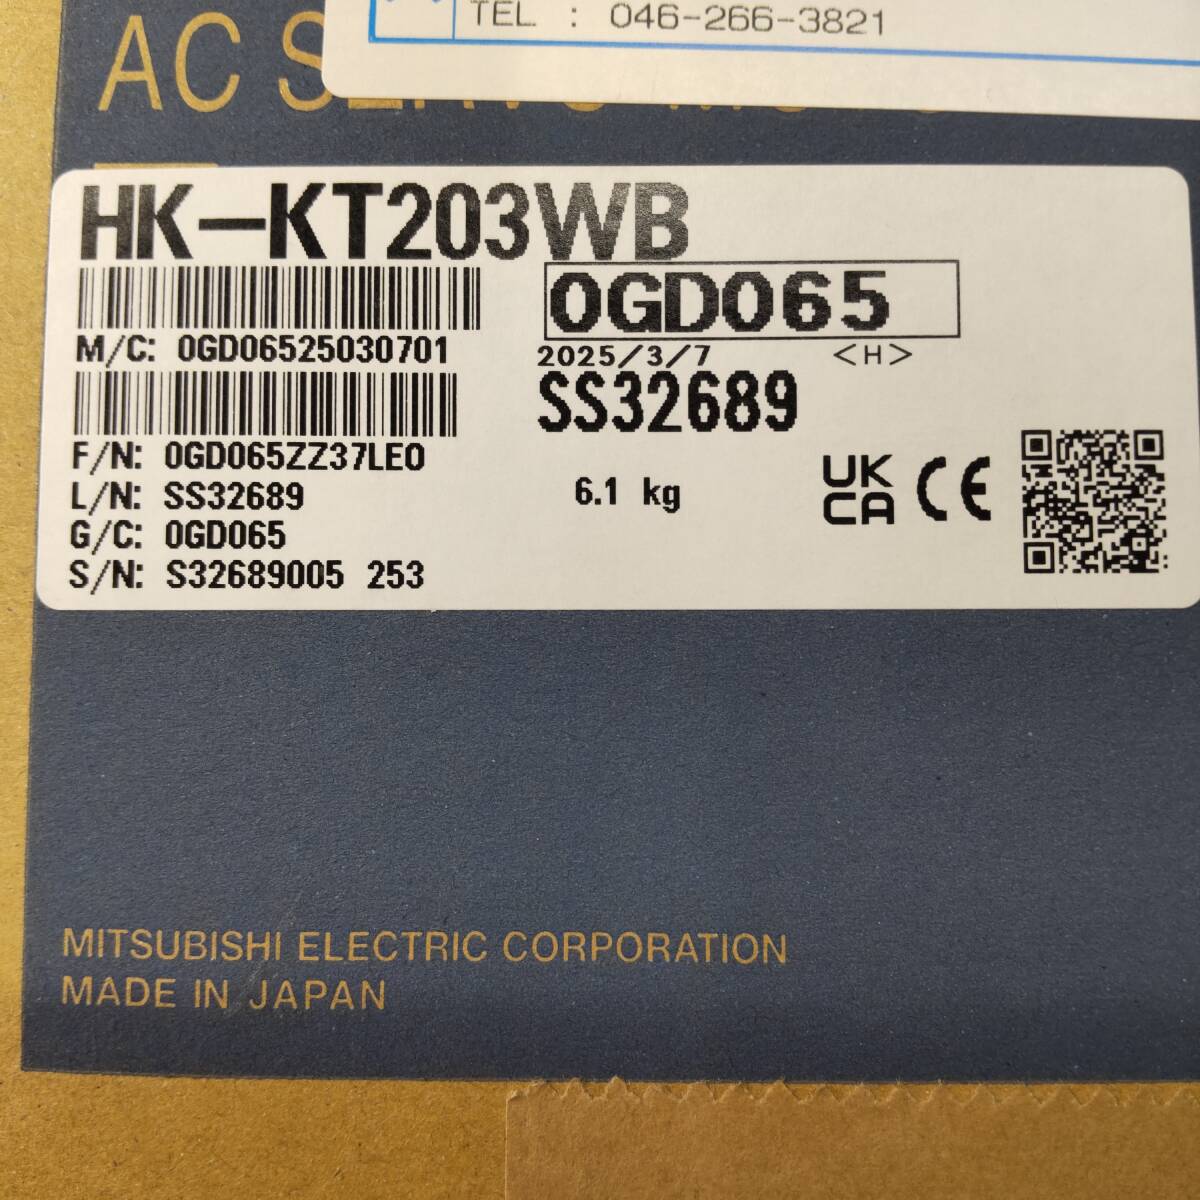 TEL : 046-266-3821
AC
HK-KT203WB
0GD065
M/C: 0GD06525030701
2025/3/7 <H>
SS32689
F/N: 0GD065ZZ37LE0
L/N: SS32689
6.1 kg
UK
CA
CE
G/C: 0GD065
S/N: S32689005 253
MITSUBISHI ELECTRIC CORPORATION
MADE IN JAPAN